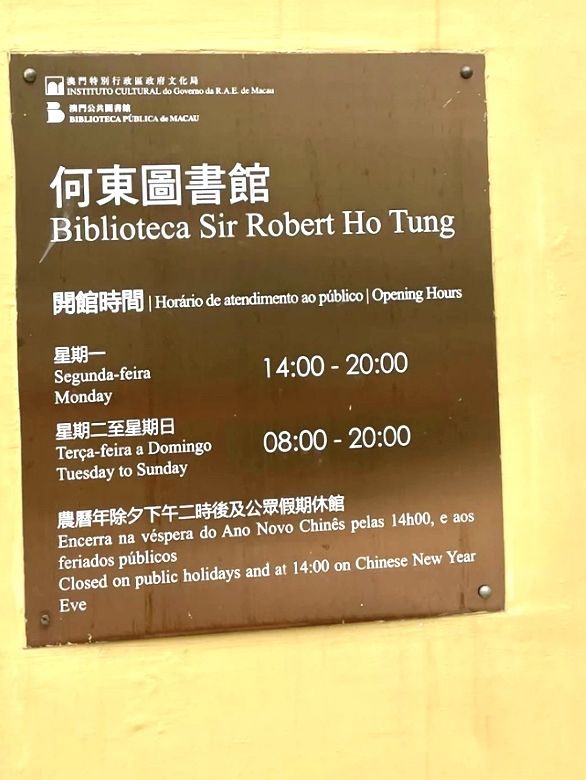 澳門特別行政區政府文化局
INSTITUTO CULTURAL do Governo da R.A.E. de Macau
澳門公共圖書館
BIBLIOTECA PÚBLICA de MACAU
何東圖書館
Biblioteca Sir Robert Ho Tung
開館時間 | Horário de atendimento ao público | Opening Hours
星期一
Segunda-feira
Monday
14:00 - 20:00
星期二至星期日
Terça-feira a Domingo
Tuesday to Sunday
08:00 - 20:00
農曆年除夕下午二時後及公眾假期休館
Encerra na véspera do Ano Novo Chinês pelas 14h00, e aos
feriados públicos
Closed on public holidays and at 14:00 on Chinese New Year
Eve